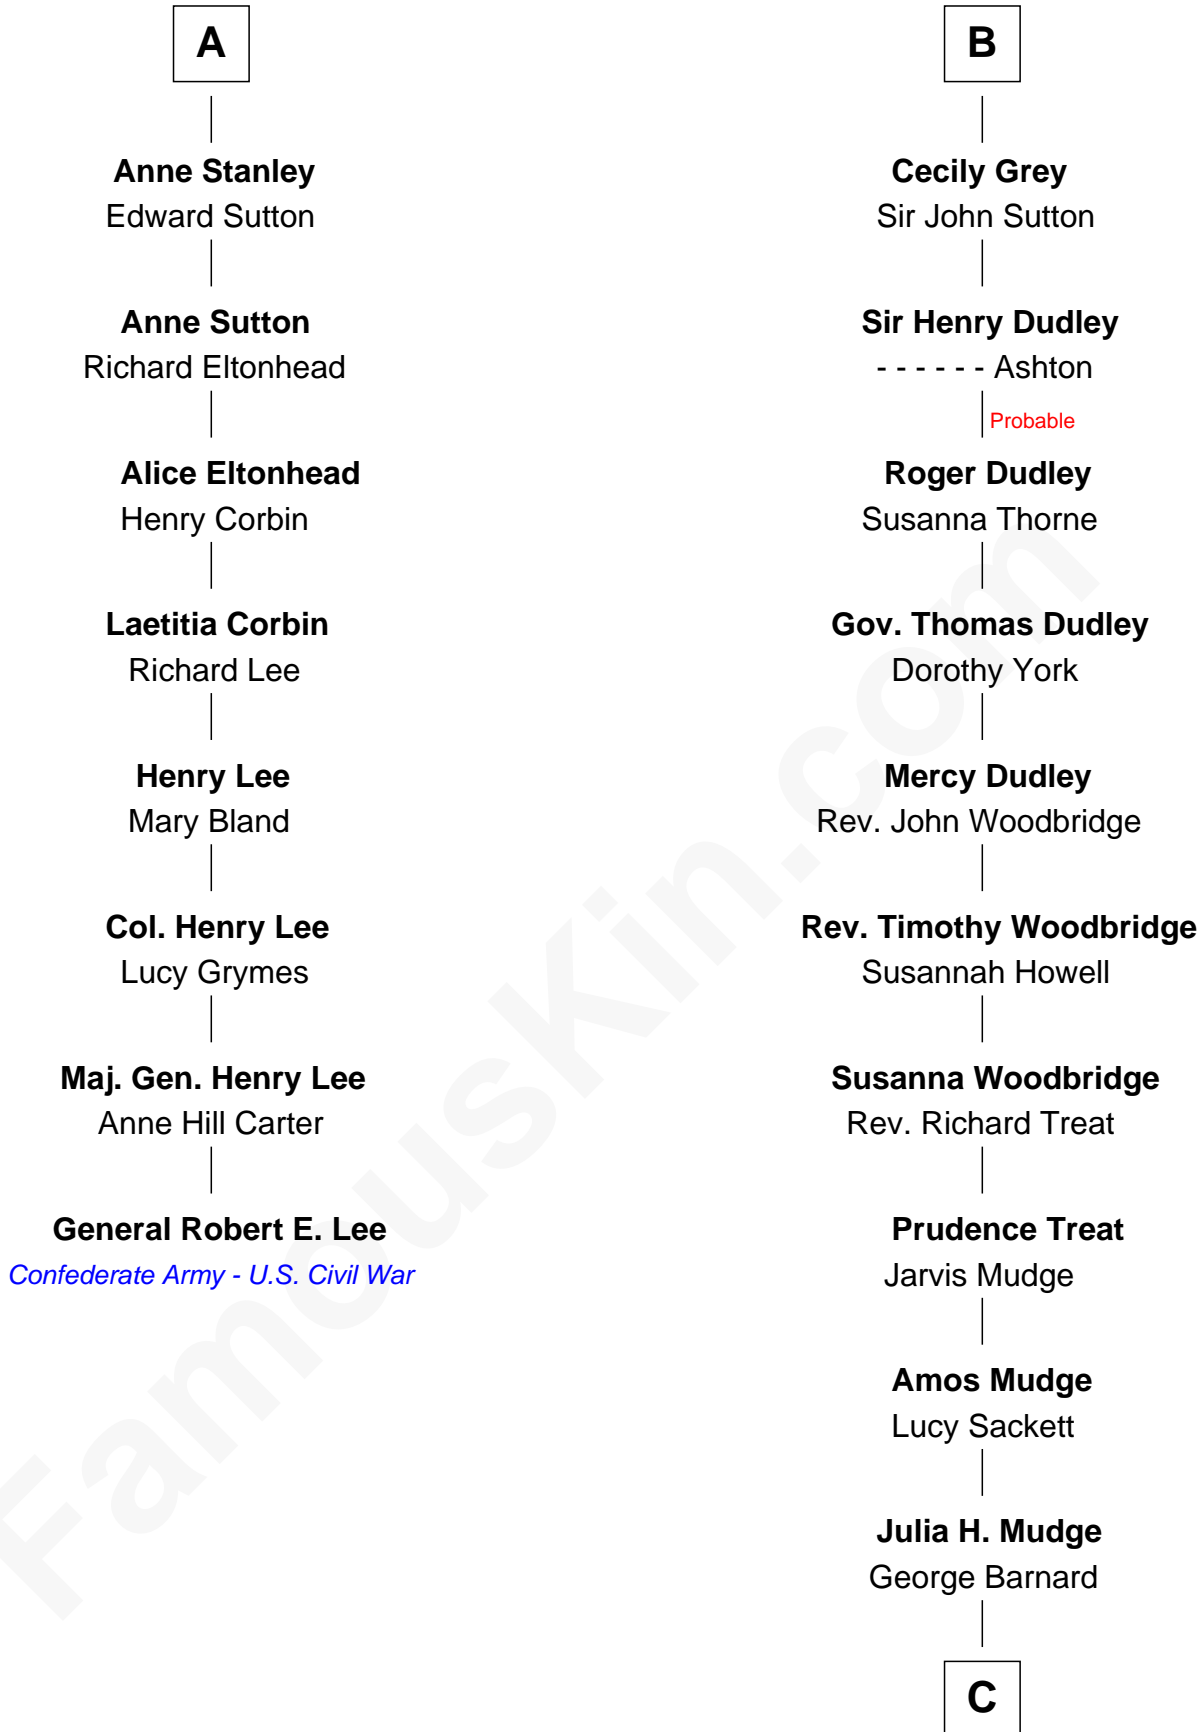 A
Anne Stanley
Edward Sutton
Anne Sutton
Richard Eltonhead
Alice Eltonhead
Henry Corbin
Laetitia Corbin
Richard Lee
Henry Lee
Mary Bland
Col. Henry Lee
Lucy Grymes
Maj. Gen. Henry Lee
Anne Hill Carter
General Robert E. Lee
Confederate Army - U.S. Civil War
B
Cecily Grey
Sir John Sutton
Sir Henry Dudley
- - - - - - Ashton
Probable
Roger Dudley
Susanna Thorne
Gov. Thomas Dudley
Dorothy York
Mercy Dudley
Rev. John Woodbridge
Rev. Timothy Woodbridge
Susannah Howell
Susanna Woodbridge
Rev. Richard Treat
Prudence Treat
Jarvis Mudge
Amos Mudge
Lucy Sackett
Julia H. Mudge
George Barnard
C
FamousKin.com